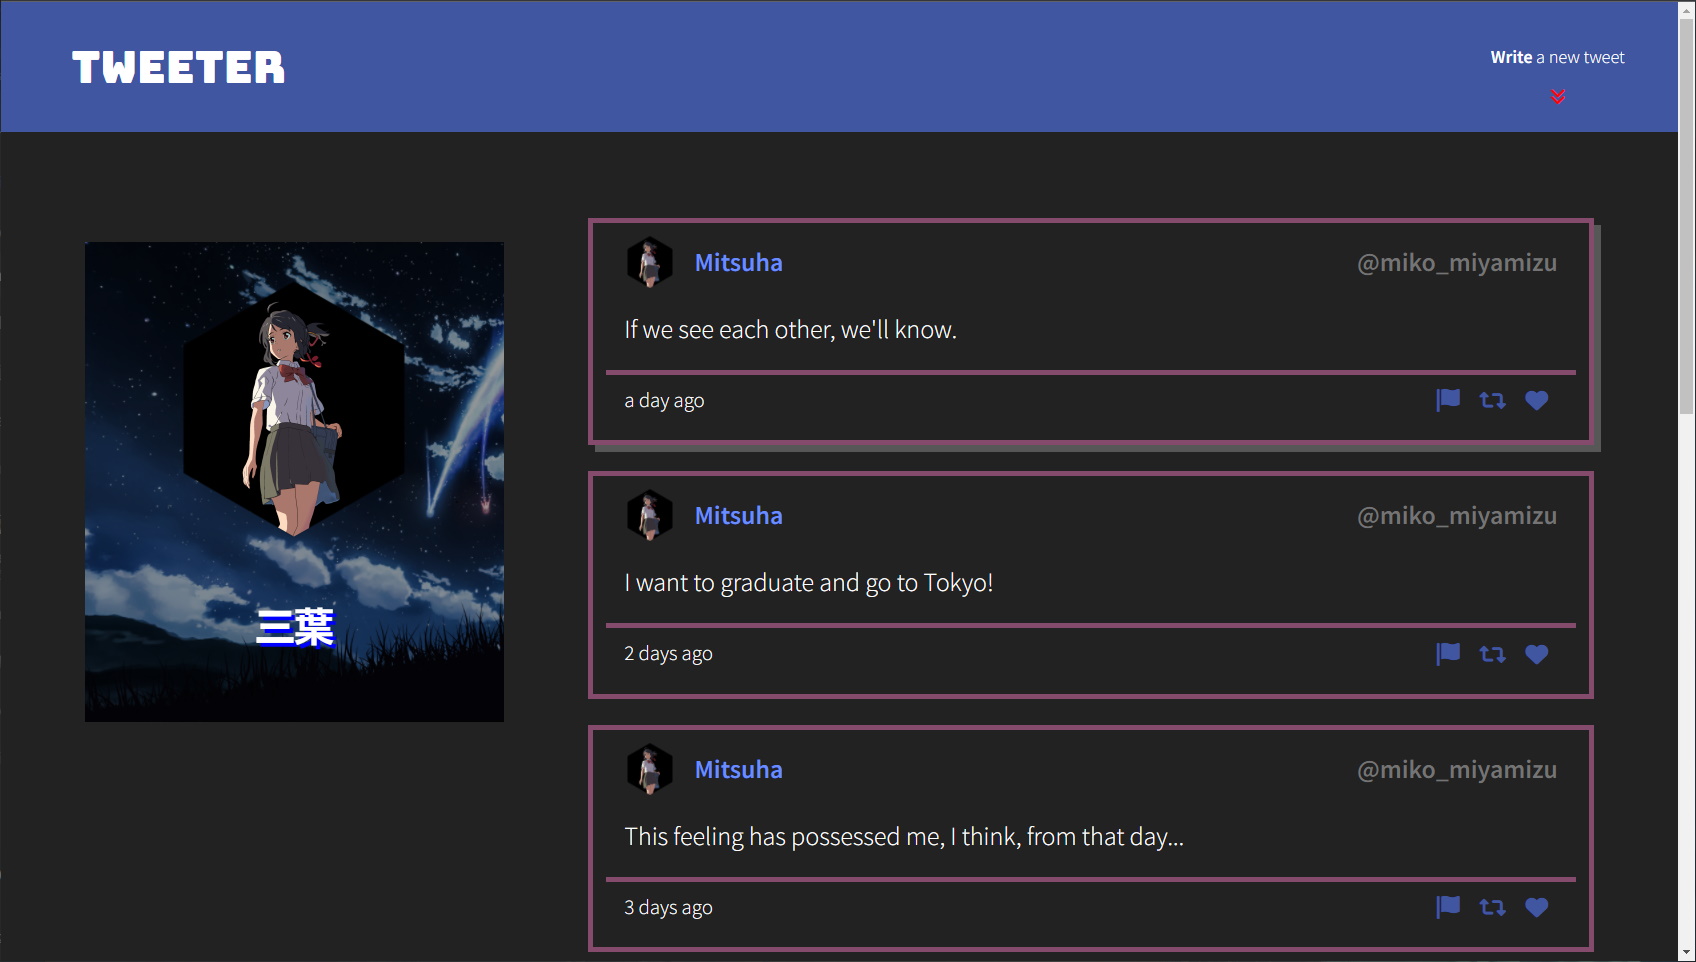 TWEETER
Write a new tweet
三葉
Mitsuha @miko_miyamizu
If we see each other, we'll know.
a day ago
Mitsuha @miko_miyamizu
I want to graduate and go to Tokyo!
2 days ago
Mitsuha @miko_miyamizu
This feeling has possessed me, I think, from that day...
3 days ago